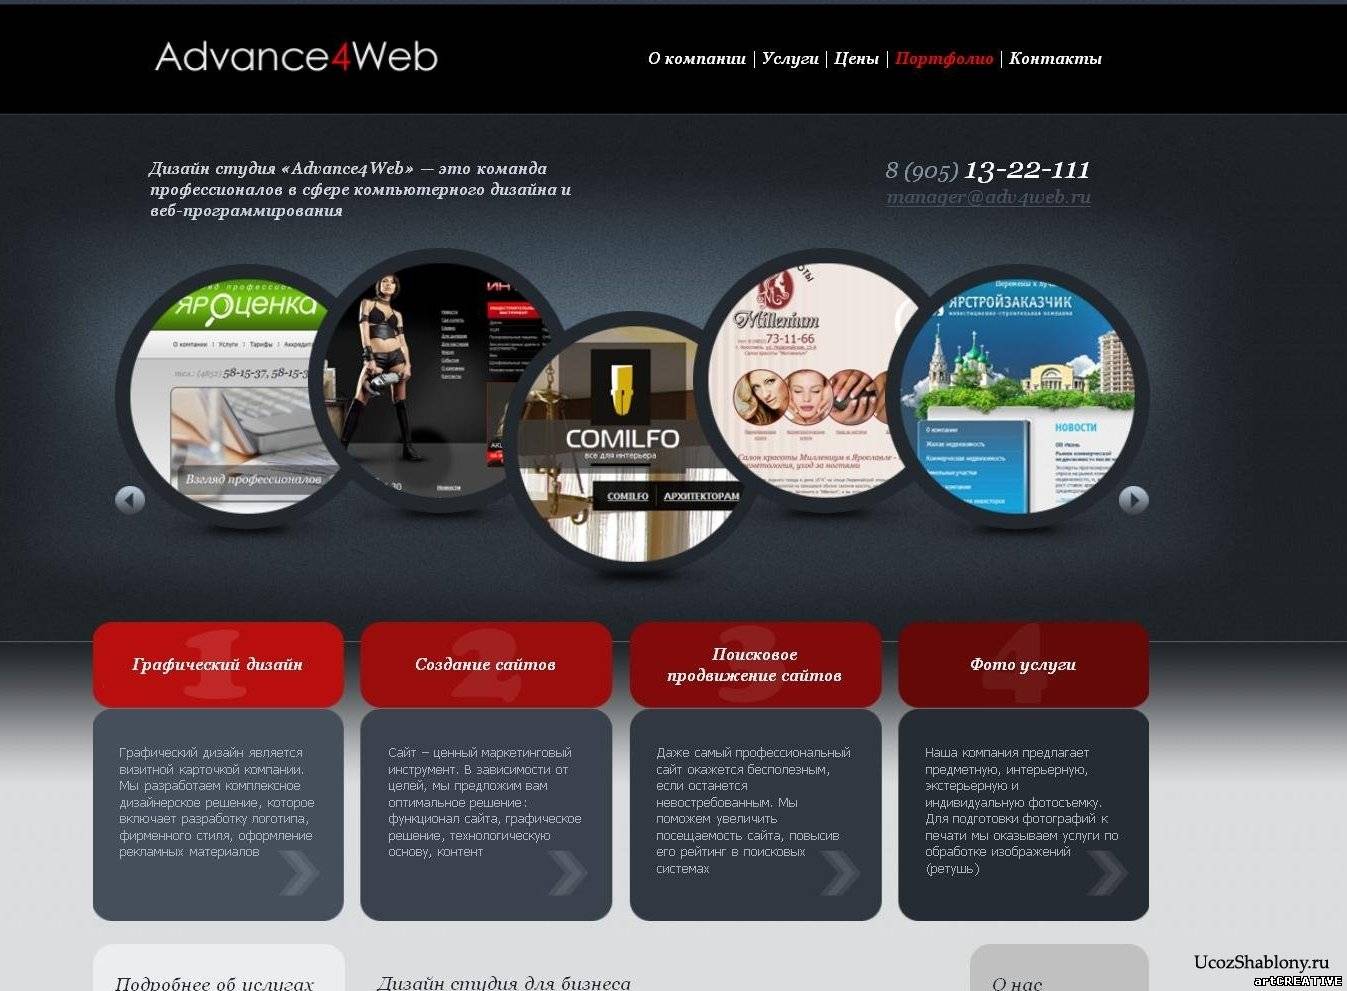 Advance4Web
О компании | Услуги | Цены | Портфолио | Контакты
Дизайн студия «Advance4Web» — это команда
профессионалов в сфере компьютерного дизайна и
веб-программирования
8 (905) 13-22-111
manager@adv4web.ru
ЯРОЦЕНКА
О компании | Услуги | Тарифы |
тел.: (4852) 58-15-37, 58-15-3
Взгляд профессионалов
COMILFO
все для интерьера
COMILFO | АРХИТЕКТОРАМ
Millenium
73-11-66
Салон красоты Миллениум в Ярославле -
ЯРСТРОЙЗАКАЗЧИК
инвестиционно-строительная компания
О компании
Жилая недвижимость
Коммерческая недвижимость
НОВОСТИ
1
Графический дизайн
2
Создание сайтов
3
Поисковое
продвижение сайтов
4
Фото услуги
Графический дизайн является
визитной карточкой компании.
Мы разработаем комплексное
дизайнерское решение, которое
включает разработку логотипа,
фирменного стиля, оформление
рекламных материалов
Сайт – ценный маркетинговый
инструмент. В зависимости от
целей, мы предложим вам
оптимальное решение:
функционал сайта, графическое
решение, технологическую
основу, контент
Даже самый профессиональный
сайт окажется бесполезным,
если останется
невостребованным. Мы
поможем увеличить
посещаемость сайта, повысив
его рейтинг в поисковых
системах
Наша компания предлагает
предметную, интерьерную,
экстерьерную и
индивидуальную фотосъемку.
Для подготовки фотографий к
печати мы оказываем услуги по
обработке изображений
(ретушь)
Подробнее об услугах
Дизайн студия для бизнеса
О нас
UcozShablony.ru
artCREATIVE